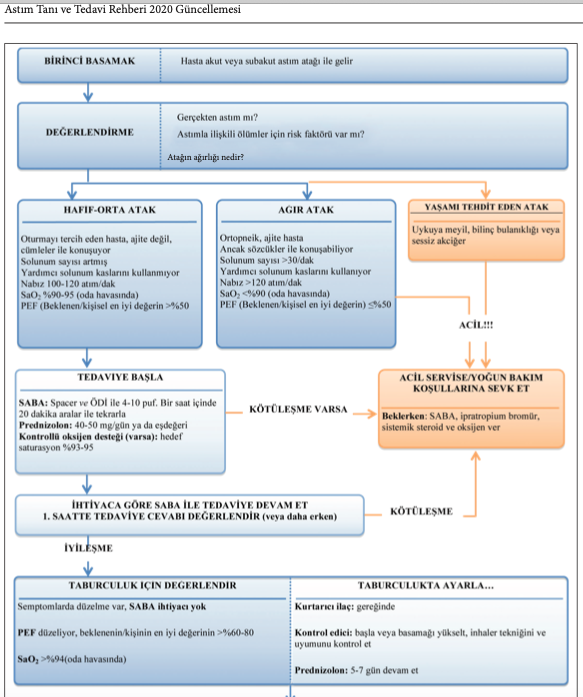 Astım Tanı ve Tedavi Rehberi 2020 Güncellemesi
BİRİNCİ BASAMAK
Hasta akut veya subakut astım atağı ile gelir
DEĞERLENDİRME
Gerçekten astım mı?
Astımla ilişkili ölümler için risk faktörü var mı?
Atağın ağırlığı nedir?
HAFIF-ORTA ATAK
Oturmayı tercih eden hasta, ajite değil,
cümleler ile konuşuyor
Solunum sayısı artmış
Yardımcı solunum kaslarını kullanmıyor
Nabız 100-120 atım/dak
SaO₂ %90-95 (oda havasında)
PEF (Beklenen/kişisel en iyi değerin >%50
AGIR ATAK
Ortopneik, ajite hasta
Ancak sözcükler ile konuşabiliyor
Solunum sayısı >30/dak
Yardımcı solunum kaslarını kullanıyor
Nabız >120 atım/dak
SaO₂ <%90 (oda havasında)
PEF (Beklenen/kişisel en iyi değerin) ≤%50
YAŞAMI TEHDİT EDEN ATAK
Uykuya meyil, bilinç bulanıklığı veya
sessiz akciğer
ACİL!!!
TEDAVIYE BAŞLA
SABA: Spacer ve ÖDİ ile 4-10 puf. Bir saat içinde
20 dakika aralar ile tekrarla
Prednizolon: 40-50 mg/gün ya da eşdeğeri
Kontrollü oksijen desteği (varsa): hedef
saturasyon %93-95
KÖTÜLEŞME VARSA
ACİL SERVİSE/YOĞUN BAKIM
KOŞULLARINA SEVK ET
Beklerken: SABA, ipratropium bromür,
sistemik steroid ve oksijen ver
İHTİYACA GÖRE SABA İLE TEDAVİYE DEVAM ET
1. SAATTE TEDAVİYE CEVABI DEĞERLENDİR (veya daha erken)
KÖTÜLEŞME
İYİLEŞME
TABURCULUK IÇIN DEGERLENDIR
Semptomlarda düzelme var, SABA ihtiyacı yok
PEF düzeliyor, beklenenin/kişinin en iyi değerinin >%60-80
SaO₂ >%94(oda havasında)
TABURCULUKTA AYARLA...
Kurtarıcı ilaç: gereğinde
Kontrol edici: başla veya basamağı yükselt, inhaler tekniğini ve
uyumunu kontrol et
Prednizolon: 5-7 gün devam et